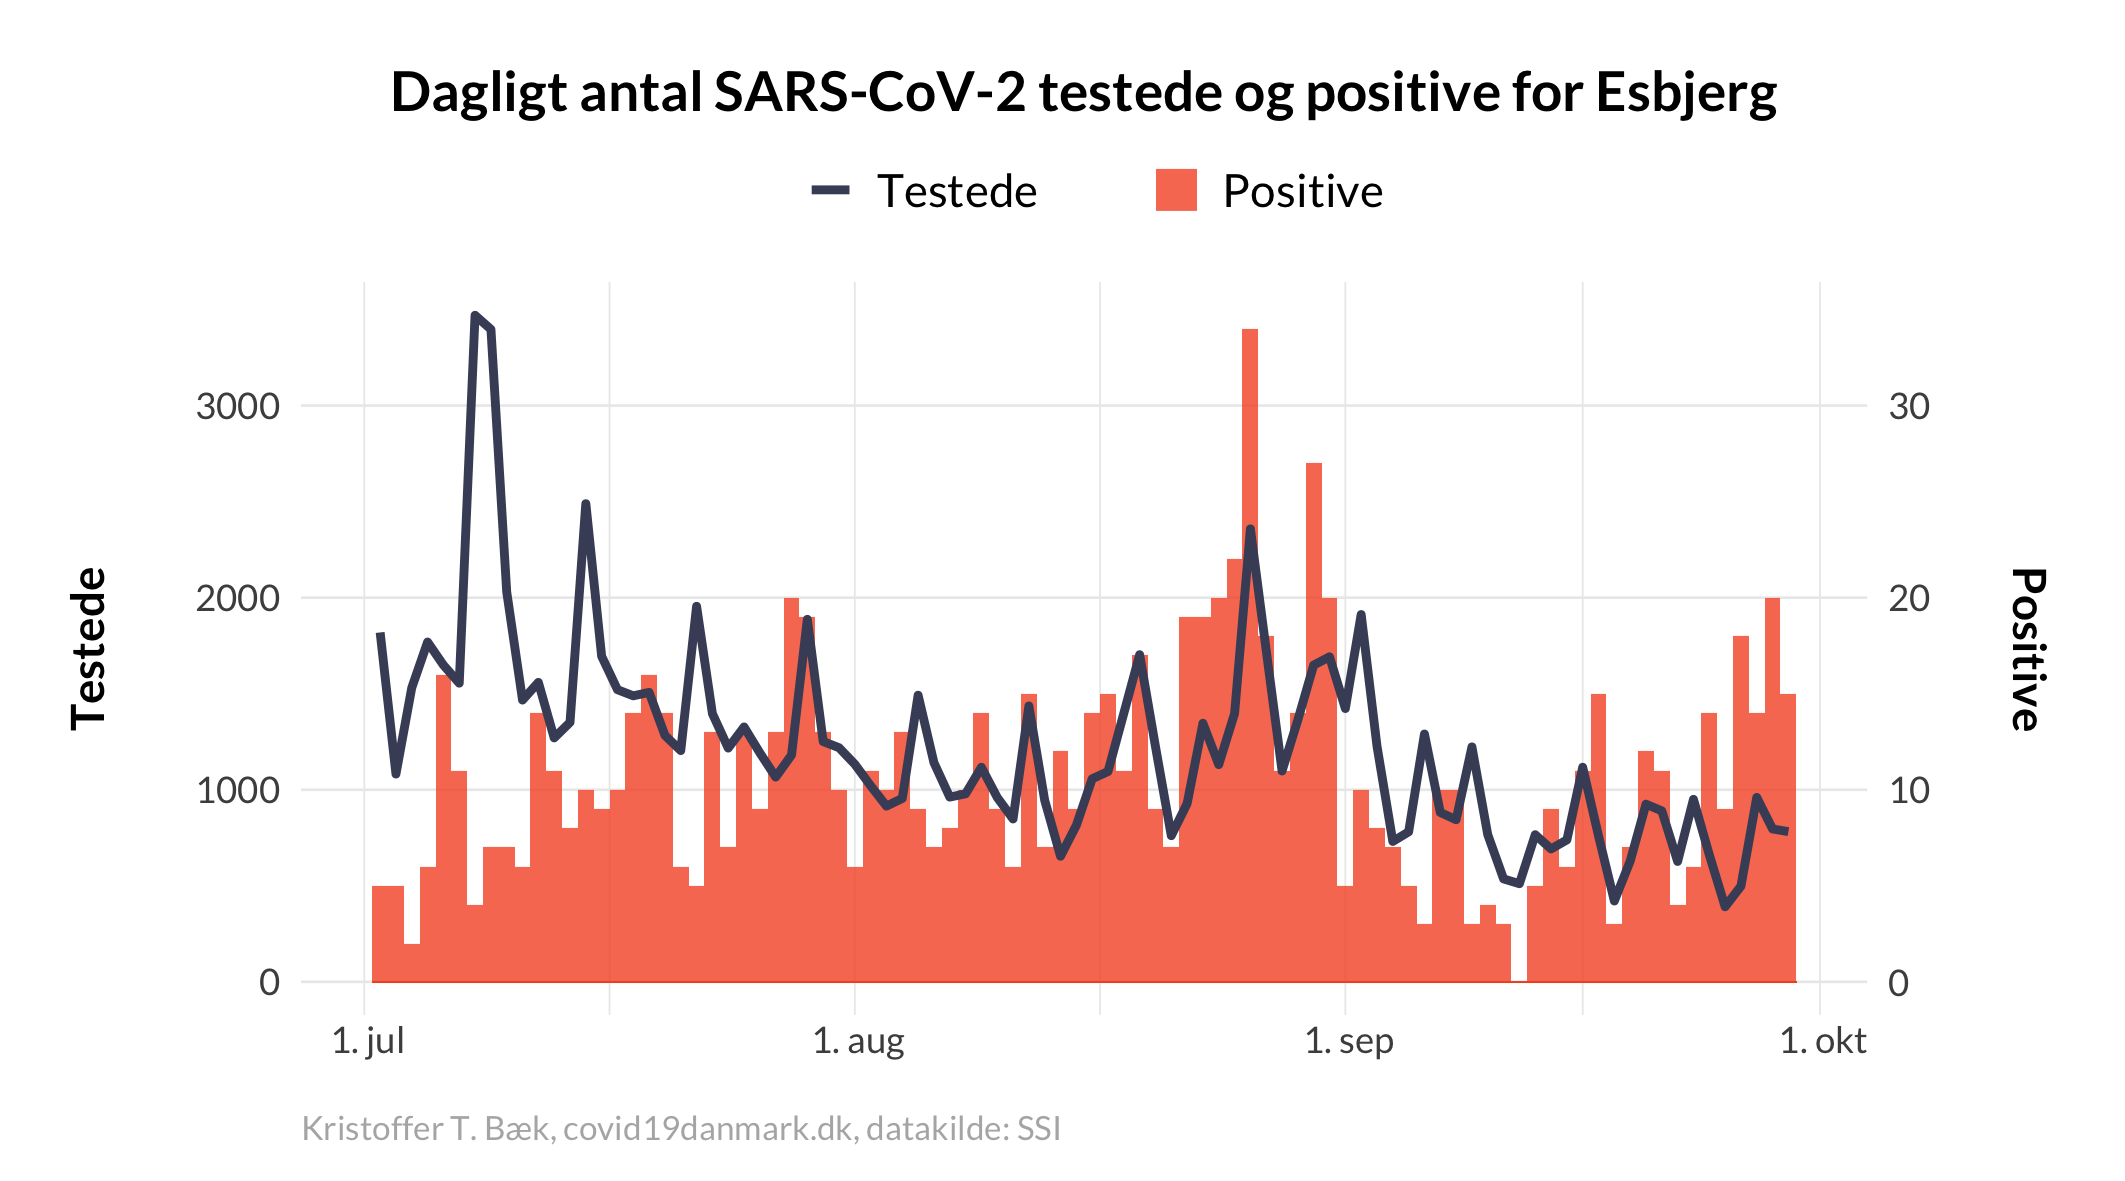 Dagligt antal SARS-CoV-2 testede og positive for Esbjerg
Testede Positive
3000
2000
1000
0
Testede
30
20
10
0
Positive
1. jul 1. aug 1. sep 1. okt
Kristoffer T. Bæk, covid19danmark.dk, datakilde: SSI